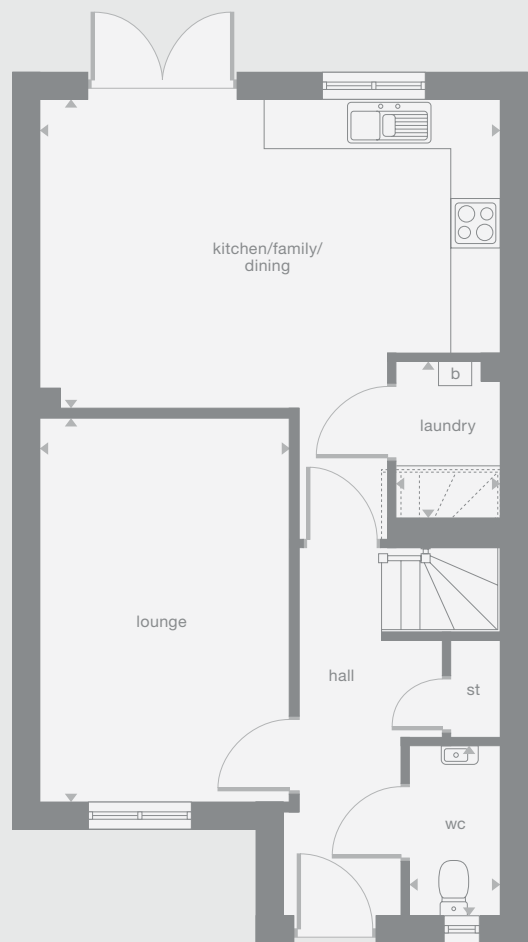 kitchen/family/
dining
b
laundry
lounge
hall
st
wc